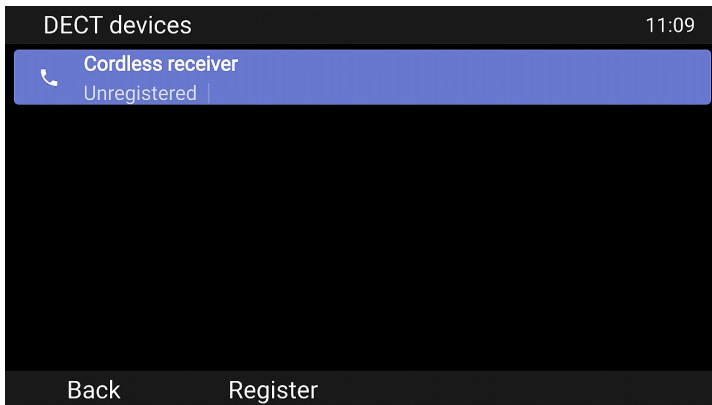 DECT devices 11:09
Cordless receiver
Unregistered
Back Register